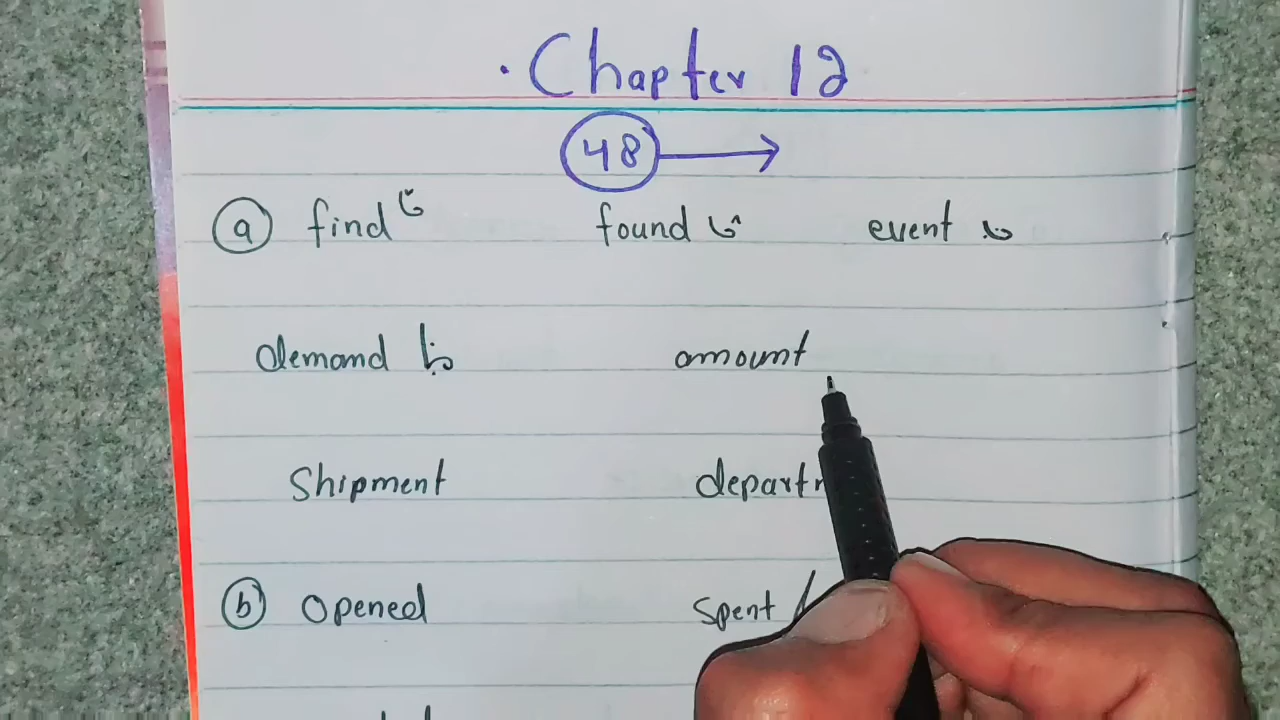 Chapter 12
48
a find found event
demand amount
Shipment
b Opened Spent